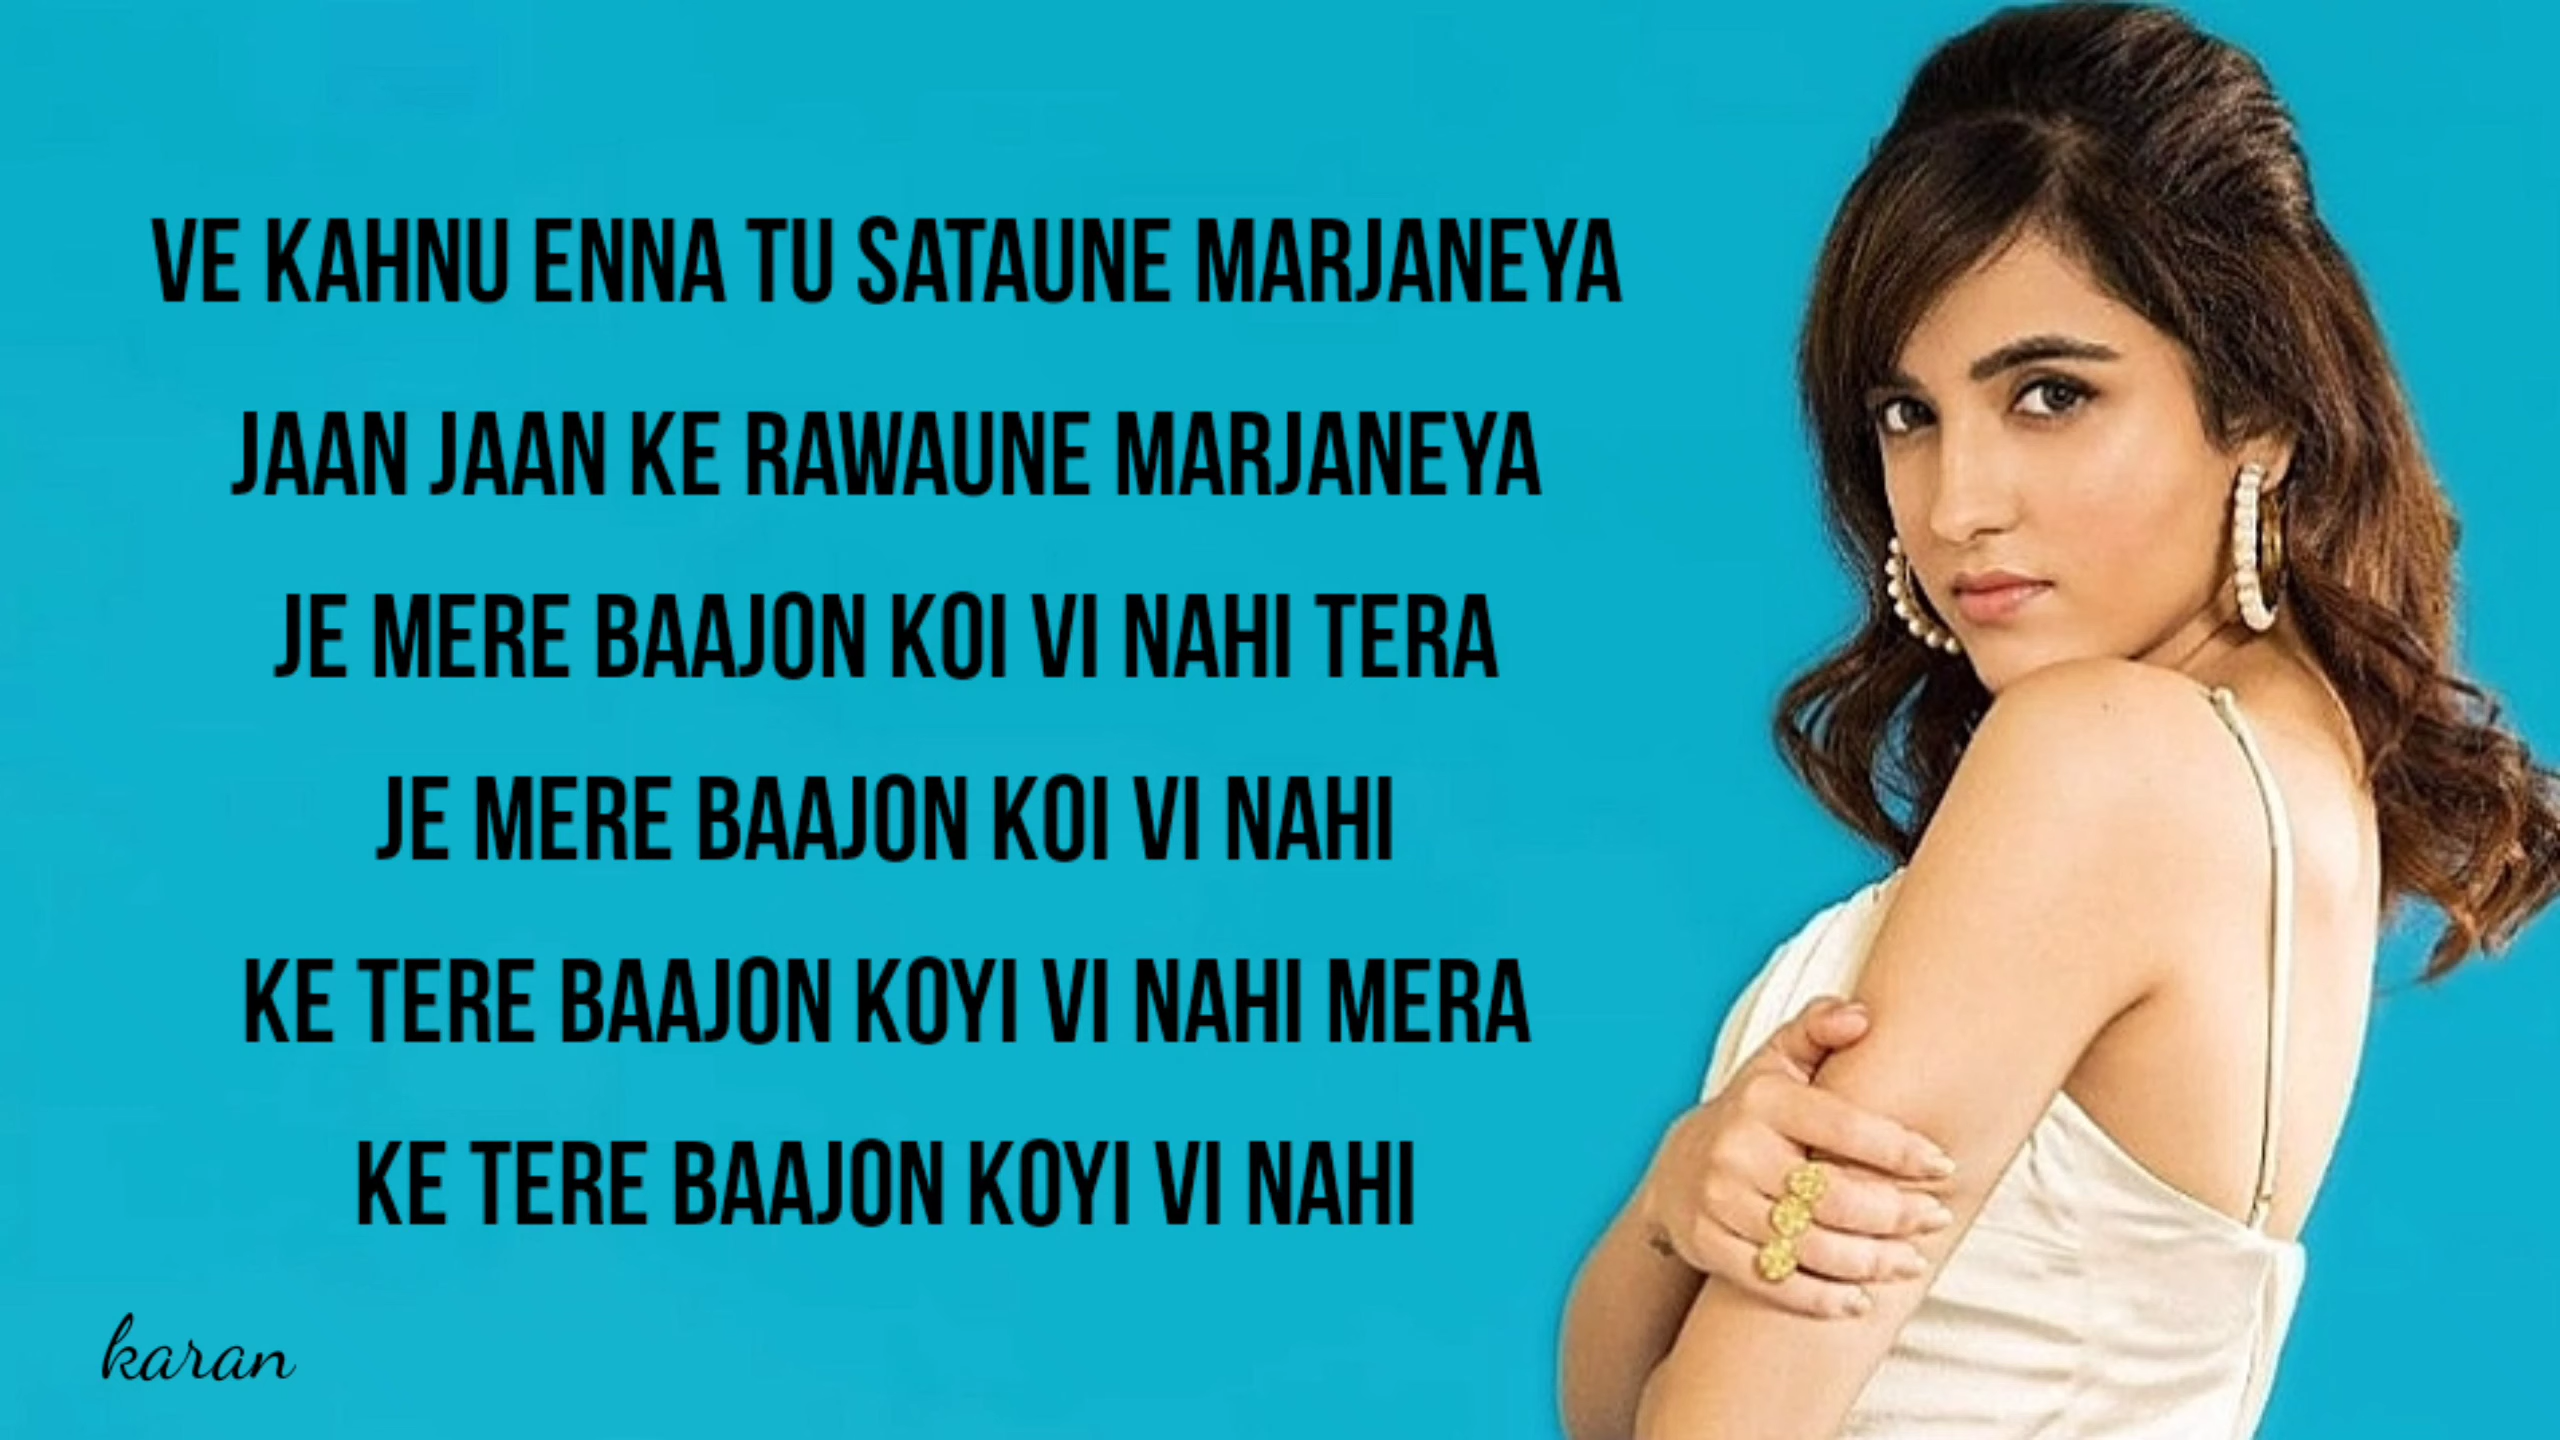 VE KAHNU ENNA TU SATAUNE MARJANEYA
JAAN JAAN KE RAWAUNE MARJANEYA
JE MERE BAAJON KOI VI NAHI TERA
JE MERE BAAJON KOI VI NAHI
KE TERE BAAJON KOYI VI NAHI MERA
KE TERE BAAJON KOYI VI NAHI
karan